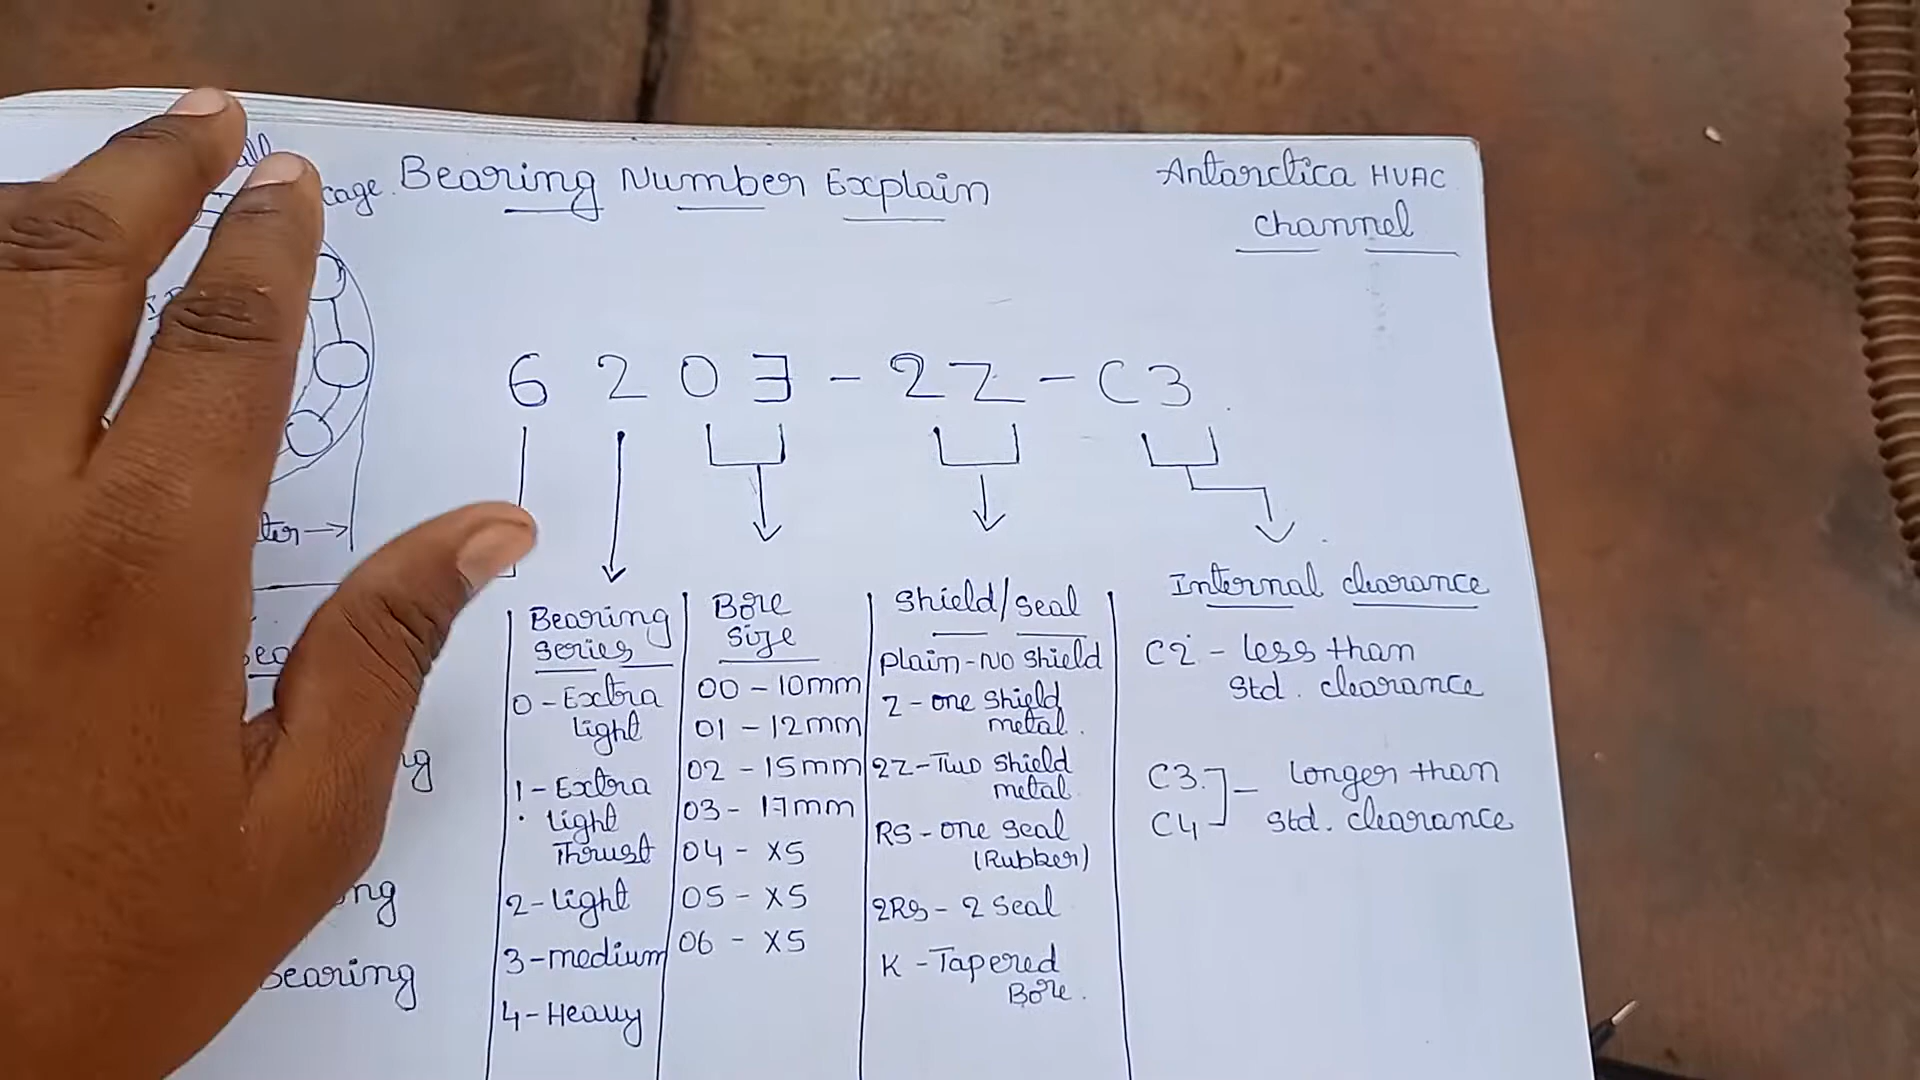 cage.
Bearing Number Explain
Antarctica HVAC
Channel
6 2 0 3 - 2Z - C3
Bearing
Series
0 - Extra
Light
1 - Extra
Light
Thrust
2 - Light
3 - medium
4 - Heavy
Bore
Size
00 - 10mm
01 - 12mm
02 - 15mm
03 - 17mm
04 - X5
05 - X5
06 - X5
Shield/Seal
Plain - No Shield
Z - one Shield
metal.
2Z - Two Shield
metal
RS - one Seal
(Rubber)
2RS - 2 Seal
K - Tapered
Bore.
Internal clearance
C2 - Less than
Std. clearance
C3
C4 - Longer than
Std. clearance
Bearing